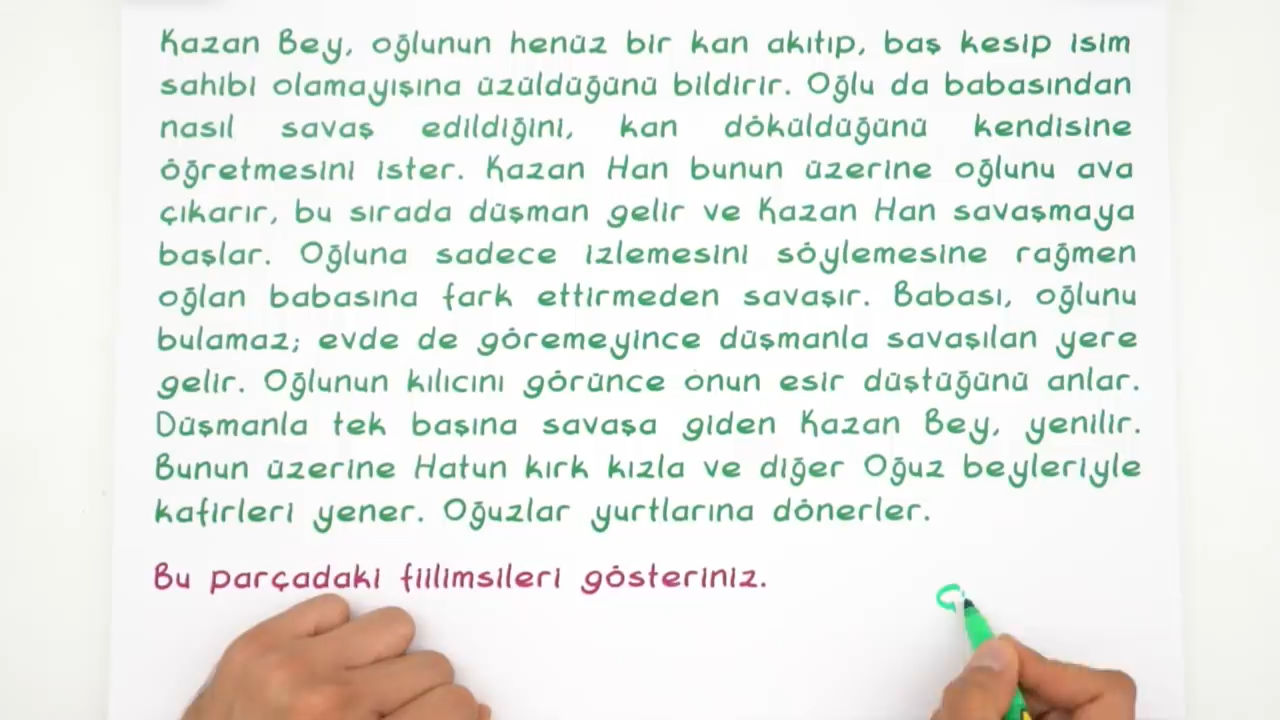 Kazan Bey, oğlunun henüz bir kan akıtıp, baş kesip isim
sahibi olamayışına üzüldüğünü bildirir. Oğlu da babasından
nasıl savaş edildiğini, kan döküldüğünü kendisine
öğretmesini ister. Kazan Han bunun üzerine oğlunu ava
çıkarır, bu sırada düşman gelir ve Kazan Han savaşmaya
başlar. Oğluna sadece izlemesini söylemesine rağmen
oğlan babasına fark ettirmeden savaşır. Babası, oğlunu
bulamaz; evde de göremeyince düşmanla savaşılan yere
gelir. Oğlunun kılıcını görünce onun esir düştüğünü anlar.
Düşmanla tek başına savaşa giden Kazan Bey, yenilir.
Bunun üzerine Hatun kırk kızla ve diğer Oğuz beyleriyle
kafirleri yener. Oğuzlar yurtlarına dönerler.
Bu parçadaki fiilimsileri gösteriniz.